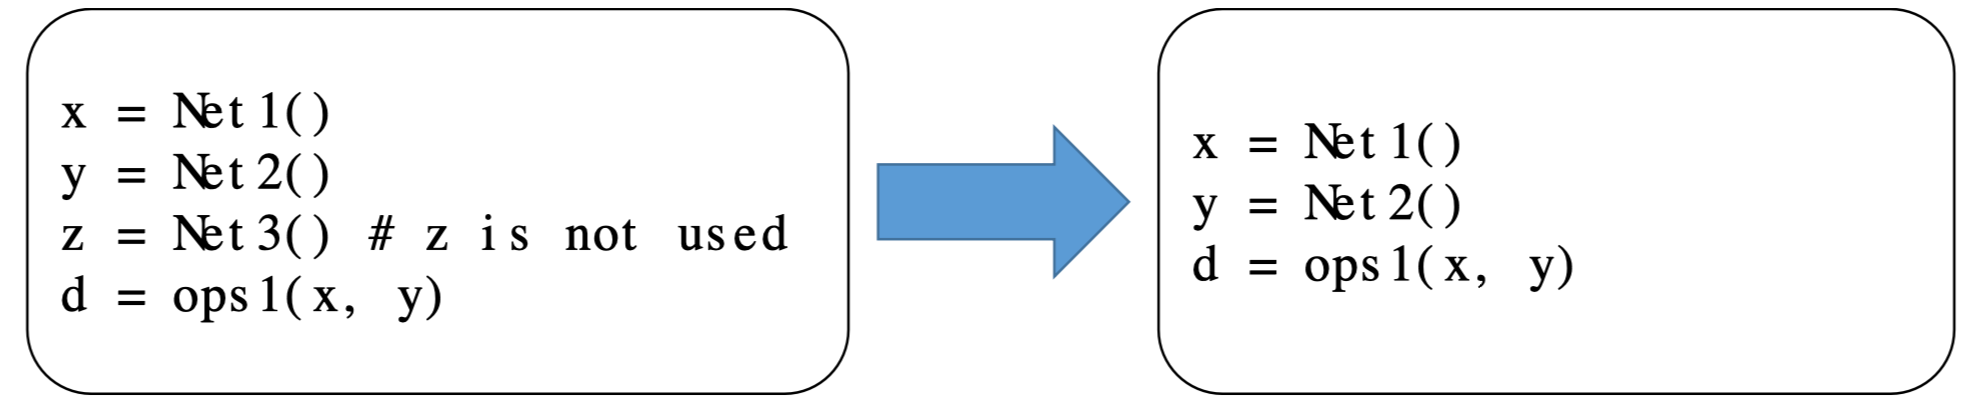 x = Net1()
y = Net2()
z = Net3() # z is not used
d = ops1(x, y)
x = Net1()
y = Net2()
d = ops1(x, y)